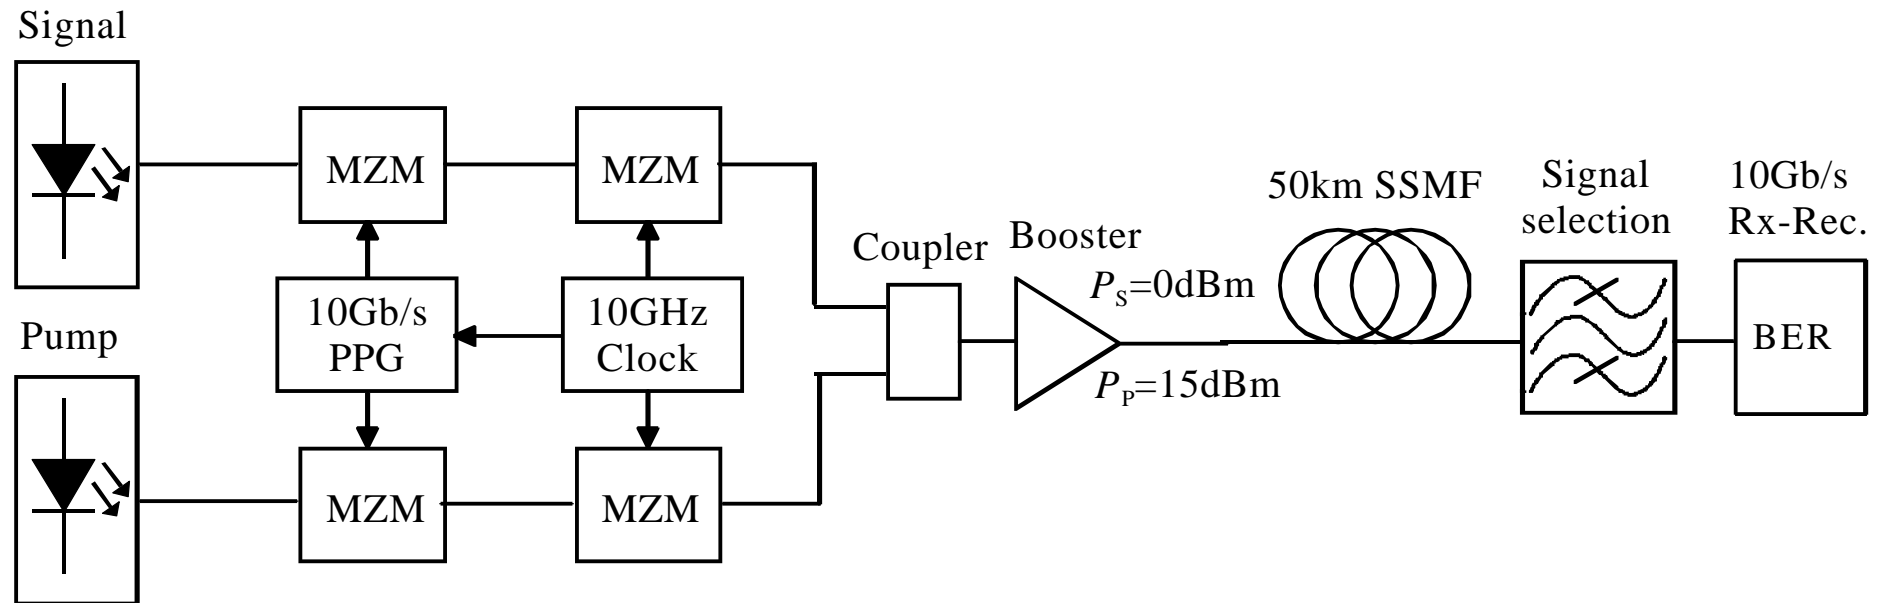 Signal
MZM
MZM
10Gb/s
PPG
10GHz
Clock
Pump
MZM
MZM
Coupler
Booster
PS=0dBm
PP=15dBm
50km SSMF
Signal
selection
10Gb/s
Rx-Rec.
BER